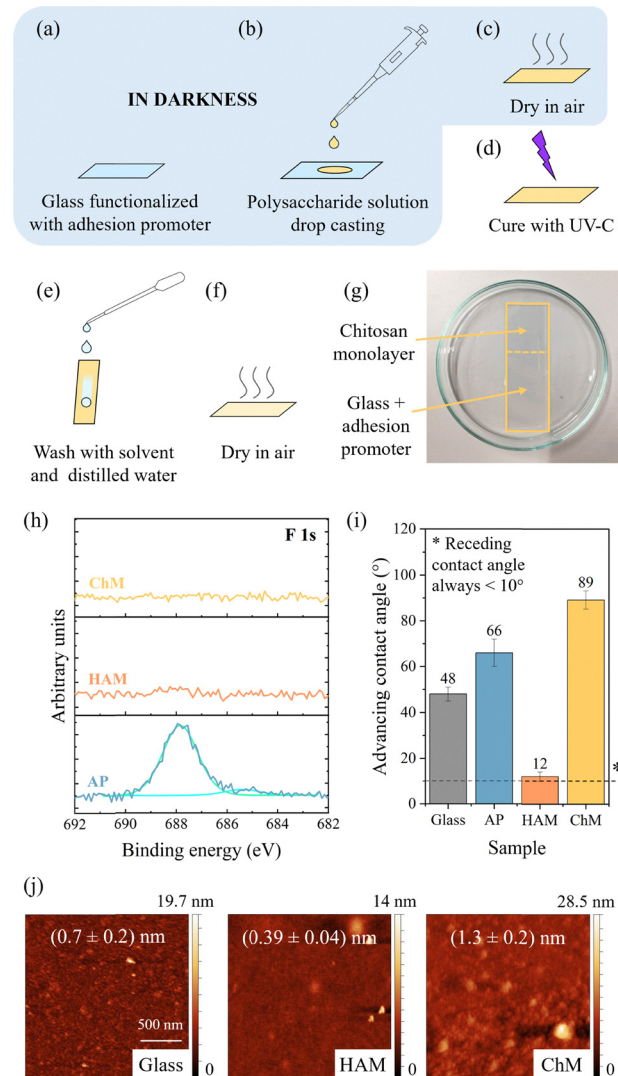 (a)
(b)
(c)
IN DARKNESS
Dry in air
(d)
Glass functionalized
with adhesion promoter
Polysaccharide solution
drop casting
Cure with UV-C
(e)
(f)
(g)
Chitosan
monolayer
Glass +
adhesion
promoter
Wash with solvent
and distilled water
Dry in air
(h)
F 1s
ChM
HAM
AP
Arbitrary units
692 690 688 686 684 682
Binding energy (eV)
(i)
* Receding
contact angle
always < 10°
120
100
80
60
40
20
0
48
66
12
89
*
Advancing contact angle (°)
Glass AP HAM ChM
Sample
(j)
19.7 nm
14 nm
28.5 nm
(0.7 ± 0.2) nm
(0.39 ± 0.04) nm
(1.3 ± 0.2) nm
500 nm
Glass
0
HAM
0
ChM
0